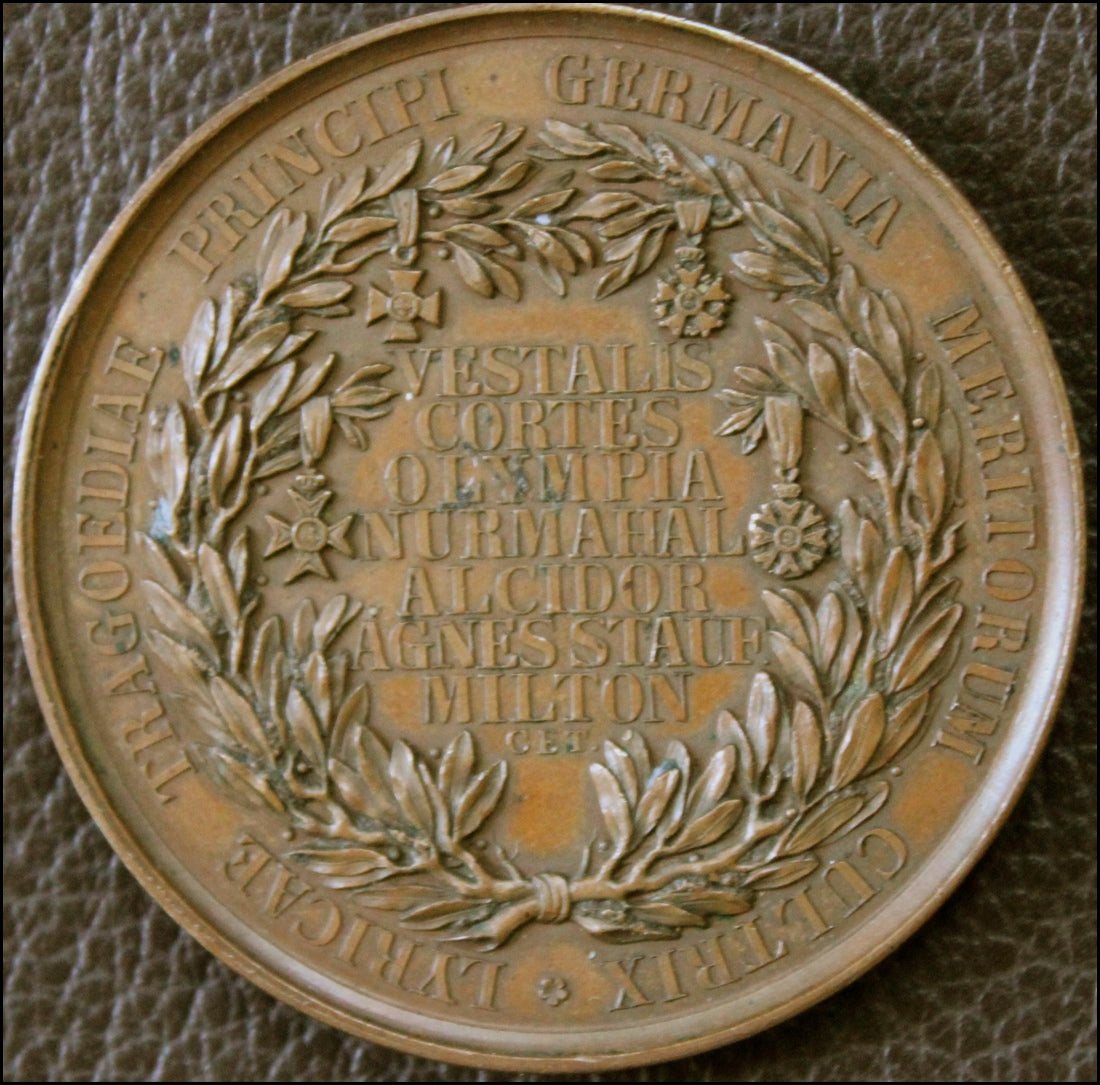 LYRICAE TRAGOEDIAE PRINCIPI GERMANIA MERITORUM CULTRIX
VESTALIS
CORTES
OLYMPIA
NURMAHAL
ALCIDOR
AGNES STAUF.
MILTON
CET.